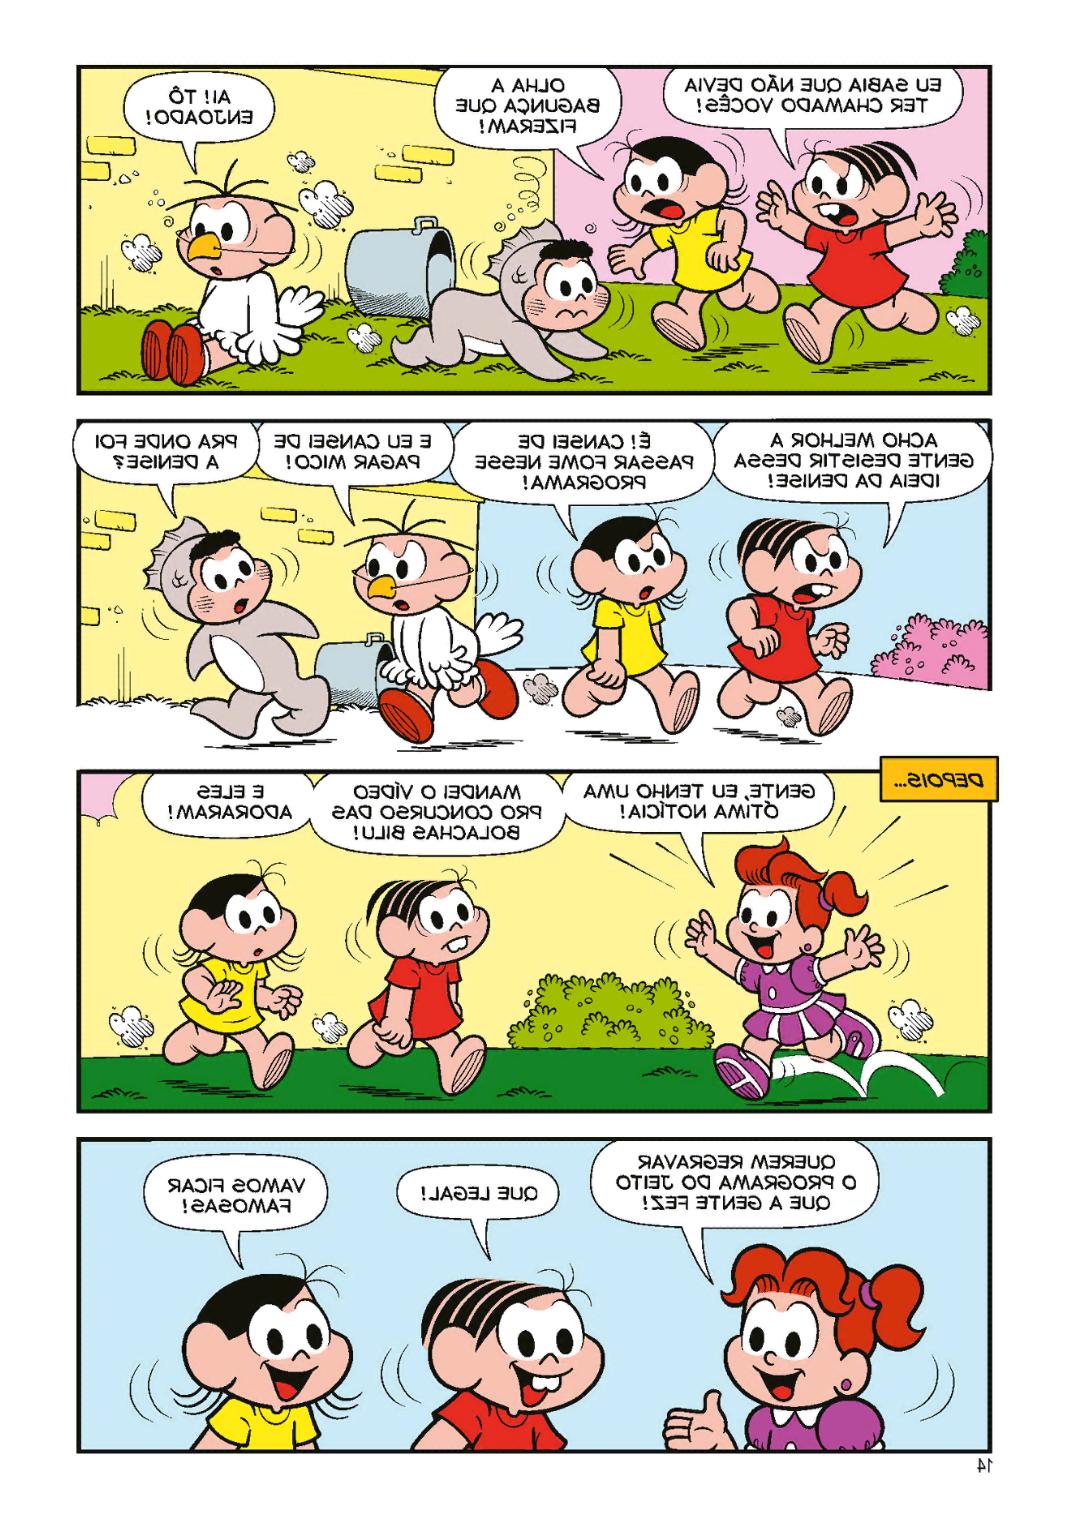 EU SABIA QUE NÃO DEVIA
TER CHAMADO VOCÊS!
OLHA A
BAGUNÇA QUE
FIZERAM!
AI! TÔ
ENJOADO!
ACHO MELHOR A
GENTE DESISTIR DESSA
IDEIA DA DENISE!
É! CANSEI DE
PASSAR FOME NESSE
PROGRAMA!
E EU CANSEI DE
PAGAR MICO!
PRA ONDE FOI
A DENISE?
DEPOIS...
GENTE, EU TENHO UMA
ÓTIMA NOTÍCIA!
MANDEI O VÍDEO
PRO CONCURSO DAS
BOLACHAS BILU!
E ELES
ADORARAM!
QUEREM REGRAVAR
O PROGRAMA DO JEITO
QUE A GENTE FEZ!
QUE LEGAL!
VAMOS FICAR
FAMOSAS!
14